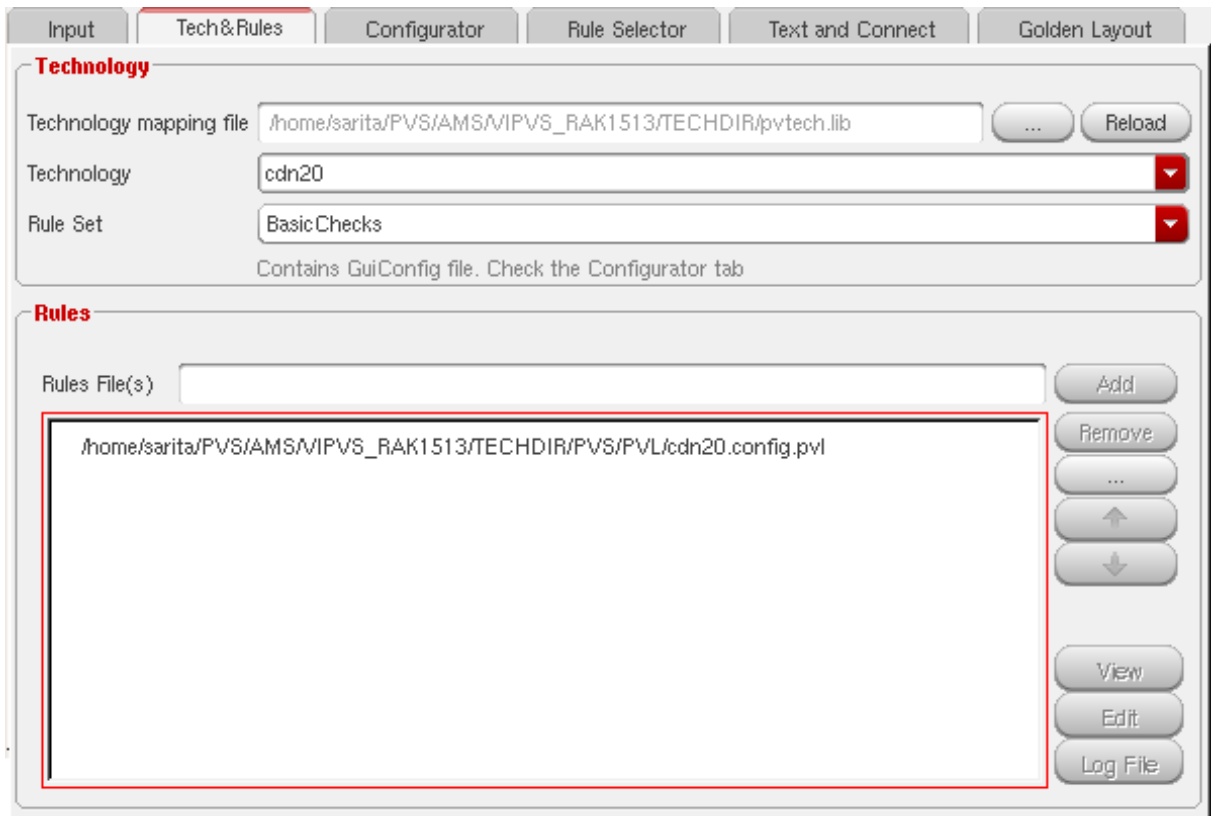 Input Tech&Rules Configurator Rule Selector Text and Connect Golden Layout
Technology
Technology mapping file /home/sarita/PVS/AMS/VIPVS_RAK1513/TECHDIR/pvtech.lib ... Reload
Technology cdn20
Rule Set BasicChecks
Contains GuiConfig file. Check the Configurator tab
Rules
Rules File(s) Add
/home/sarita/PVS/AMS/VIPVS_RAK1513/TECHDIR/PVS/PVL/cdn20.config.pvl
Remove
...
View
Edit
Log File